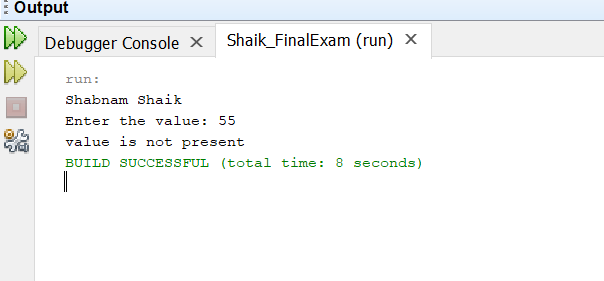 Output
Debugger Console
Shaik_FinalExam (run)
run:
Shabnam Shaik
Enter the value: 55
value is not present
BUILD SUCCESSFUL (total time: 8 seconds)